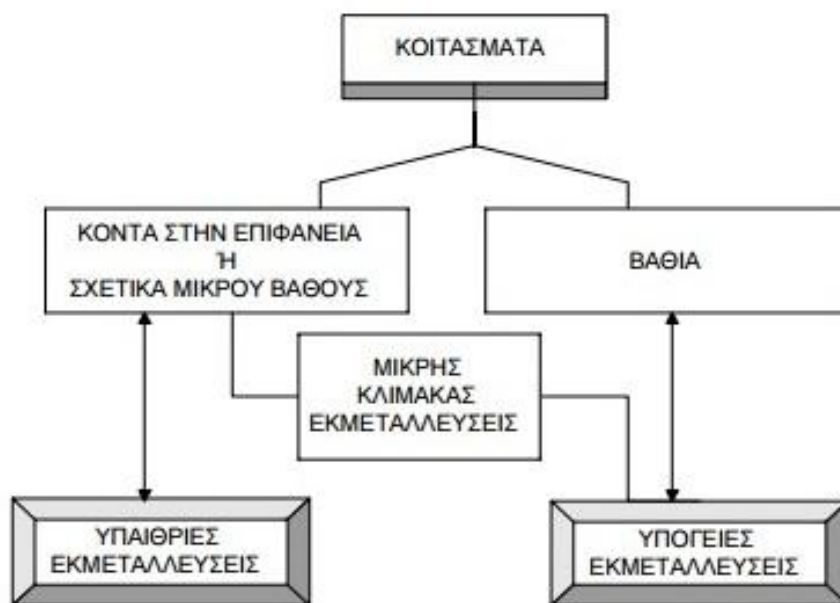 ΚΟΙΤΑΣΜΑΤΑ
ΚΟΝΤΑ ΣΤΗΝ ΕΠΙΦΑΝΕΙΑ
Ή
ΣΧΕΤΙΚΑ ΜΙΚΡΟΥ ΒΑΘΟΥΣ
ΒΑΘΙΑ
ΜΙΚΡΗΣ
ΚΛΙΜΑΚΑΣ
ΕΚΜΕΤΑΛΛΕΥΣΕΙΣ
ΥΠΑΙΘΡΙΕΣ
ΕΚΜΕΤΑΛΛΕΥΣΕΙΣ
ΥΠΟΓΕΙΕΣ
ΕΚΜΕΤΑΛΛΕΥΣΕΙΣ